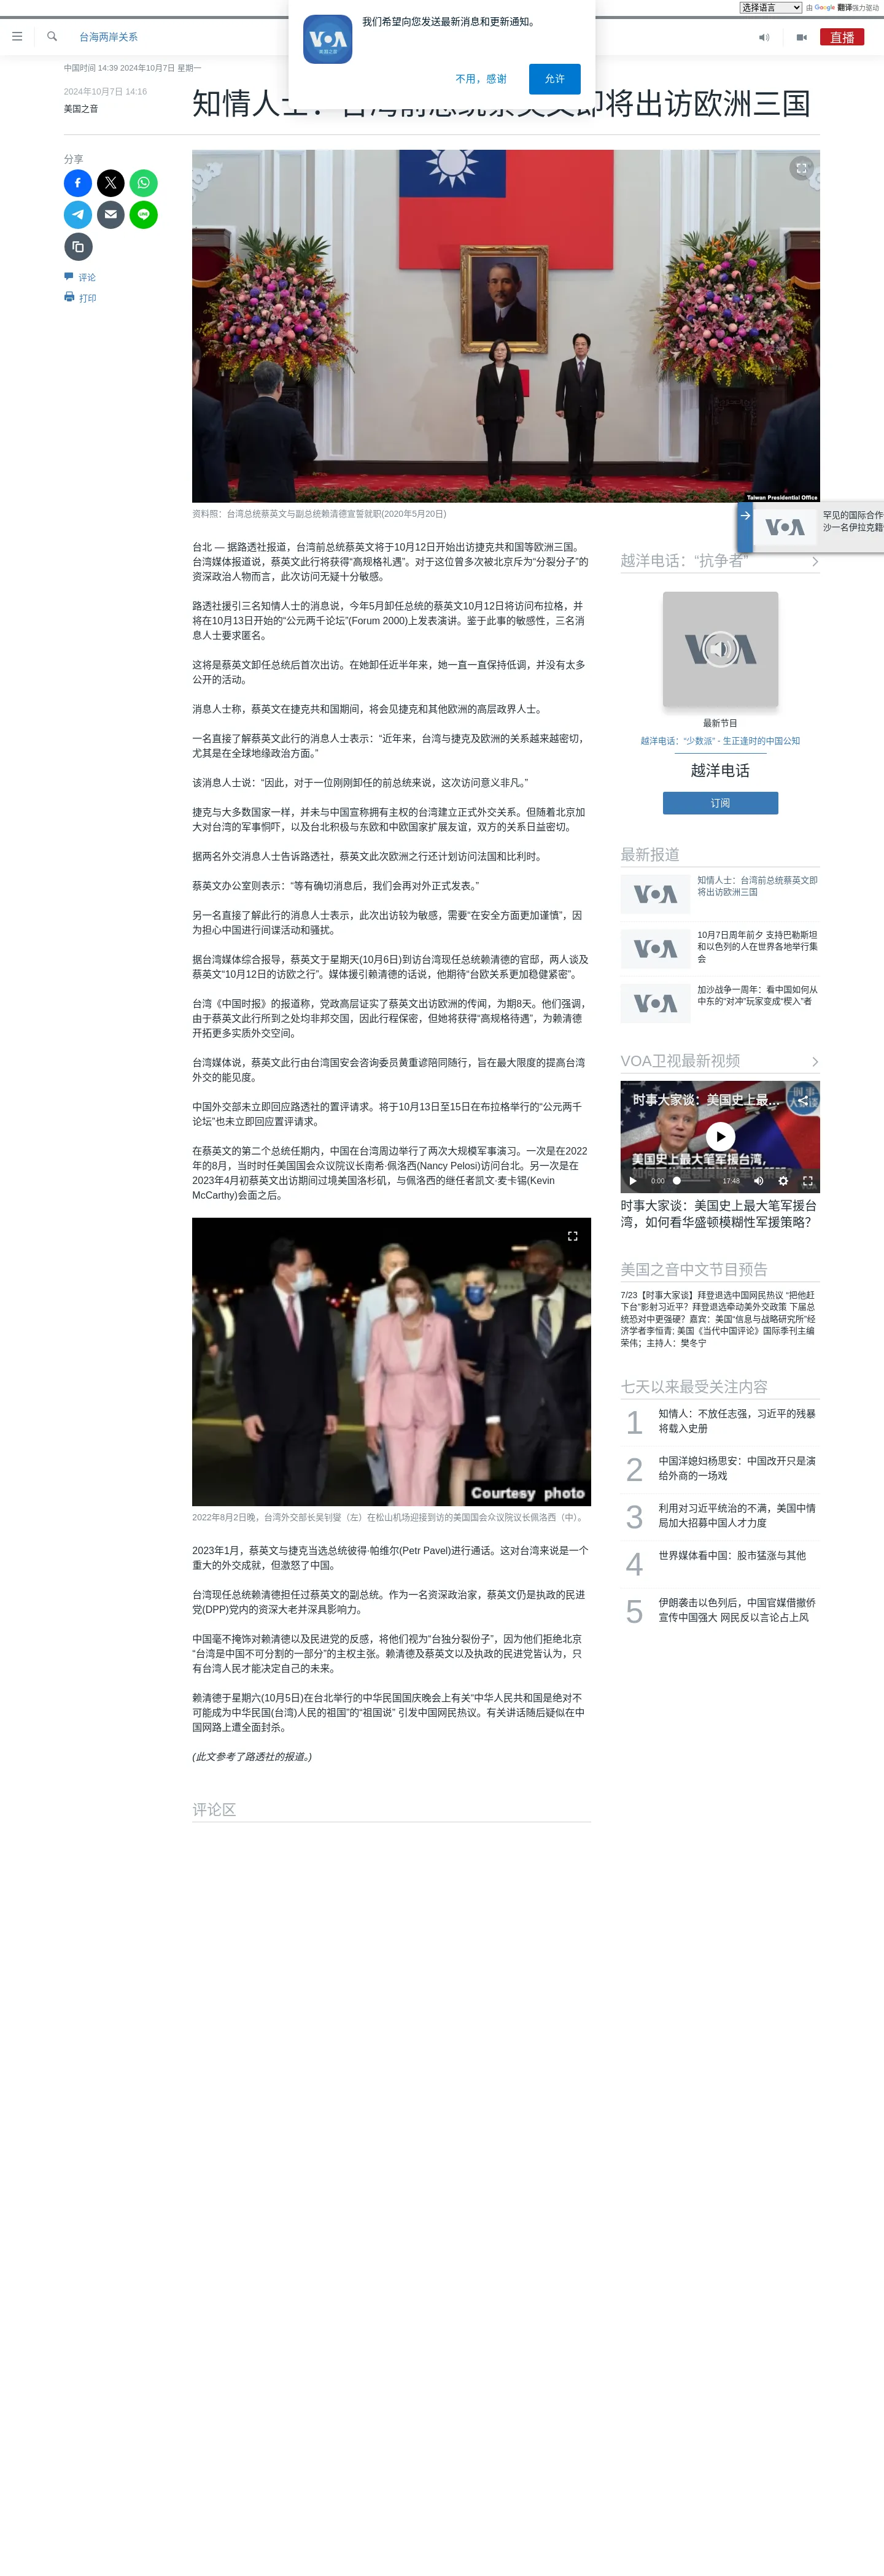 选择语言
由 Google 翻译强力驱动
台海两岸关系
直播
我们希望向您发送最新消息和更新通知。
VOA
美国之音
不用，感谢
允许
中国时间 14:39 2024年10月7日 星期一
2024年10月7日 14:16
美国之音
知情人士：台湾前总统蔡英文即将出访欧洲三国
分享
评论
打印
Taiwan Presidential Office
资料照：台湾总统蔡英文与副总统赖清德宣誓就职(2020年5月20日)
台北 — 据路透社报道，台湾前总统蔡英文将于10月12日开始出访捷克共和国等欧洲三国。
台湾媒体报道说，蔡英文此行将获得“高规格礼遇”。对于这位曾多次被北京斥为“分裂分子”的
资深政治人物而言，此次访问无疑十分敏感。
路透社援引三名知情人士的消息说，今年5月卸任总统的蔡英文10月12日将访问布拉格，并
将在10月13日开始的“公元两千论坛”(Forum 2000)上发表演讲。鉴于此事的敏感性，三名消
息人士要求匿名。
这将是蔡英文卸任总统后首次出访。在她卸任近半年来，她一直一直保持低调，并没有太多
公开的活动。
消息人士称，蔡英文在捷克共和国期间，将会见捷克和其他欧洲的高层政界人士。
一名直接了解蔡英文此行的消息人士表示：“近年来，台湾与捷克及欧洲的关系越来越密切，
尤其是在全球地缘政治方面。”
该消息人士说：“因此，对于一位刚刚卸任的前总统来说，这次访问意义非凡。”
捷克与大多数国家一样，并未与中国宣称拥有主权的台湾建立正式外交关系。但随着北京加
大对台湾的军事恫吓，以及台北积极与东欧和中欧国家扩展友谊，双方的关系日益密切。
据两名外交消息人士告诉路透社，蔡英文此次欧洲之行还计划访问法国和比利时。
蔡英文办公室则表示：“等有确切消息后，我们会再对外正式发表。”
另一名直接了解此行的消息人士表示，此次出访较为敏感，需要“在安全方面更加谨慎”，因
为担心中国进行间谍活动和骚扰。
据台湾媒体综合报导，蔡英文于星期天(10月6日)到访台湾现任总统赖清德的官邸，两人谈及
蔡英文“10月12日的访欧之行”。媒体援引赖清德的话说，他期待“台欧关系更加稳健紧密”。
台湾《中国时报》的报道称，党政高层证实了蔡英文出访欧洲的传闻，为期8天。他们强调，
由于蔡英文此行所到之处均非邦交国，因此行程保密，但她将获得“高规格待遇”，为赖清德
开拓更多实质外交空间。
台湾媒体说，蔡英文此行由台湾国安会咨询委员黄重谚陪同随行，旨在最大限度的提高台湾
外交的能见度。
中国外交部未立即回应路透社的置评请求。将于10月13日至15日在布拉格举行的“公元两千
论坛”也未立即回应置评请求。
在蔡英文的第二个总统任期内，中国在台湾周边举行了两次大规模军事演习。一次是在2022
年的8月，当时时任美国国会众议院议长南希·佩洛西(Nancy Pelosi)访问台北。另一次是在
2023年4月初蔡英文出访期间过境美国洛杉矶，与佩洛西的继任者凯文·麦卡锡(Kevin
McCarthy)会面之后。
Courtesy photo
2022年8月2日晚，台湾外交部长吴钊燮（左）在松山机场迎接到访的美国国会众议院议长佩洛西（中）。
2023年1月，蔡英文与捷克当选总统彼得·帕维尔(Petr Pavel)进行通话。这对台湾来说是一个
重大的外交成就，但激怒了中国。
台湾现任总统赖清德担任过蔡英文的副总统。作为一名资深政治家，蔡英文仍是执政的民进
党(DPP)党内的资深大老并深具影响力。
中国毫不掩饰对赖清德以及民进党的反感，将他们视为“台独分裂份子”，因为他们拒绝北京
“台湾是中国不可分割的一部分”的主权主张。赖清德及蔡英文以及执政的民进党皆认为，只
有台湾人民才能决定自己的未来。
赖清德于星期六(10月5日)在台北举行的中华民国国庆晚会上有关“中华人民共和国是绝对不
可能成为中华民国(台湾)人民的祖国”的“祖国说” 引发中国网民热议。有关讲话随后疑似在中
国网路上遭全面封杀。
(此文参考了路透社的报道。)
评论区
VOA
罕见的国际合作
沙一名伊拉克籍
越洋电话：“抗争者”
VOA
最新节目
越洋电话：“少数派” - 生正逢时的中国公知
越洋电话
订阅
最新报道
VOA
知情人士：台湾前总统蔡英文即
将出访欧洲三国
VOA
10月7日周年前夕 支持巴勒斯坦
和以色列的人在世界各地举行集
会
VOA
加沙战争一周年：看中国如何从
中东的“对冲”玩家变成“楔入”者
VOA卫视最新视频
时事大家谈：美国史上最...
美国史上最大笔军援台湾，
0:00
17:48
时事大家谈：美国史上最大笔军援台
湾，如何看华盛顿模糊性军援策略？
美国之音中文节目预告
7/23【时事大家谈】拜登退选中国网民热议 “把他赶
下台”影射习近平？拜登退选牵动美外交政策 下届总
统恐对中更强硬？嘉宾：美国“信息与战略研究所”经
济学者李恒青; 美国《当代中国评论》国际季刊主编
荣伟；主持人：樊冬宁
七天以来最受关注内容
1
知情人：不放任志强，习近平的残暴
将载入史册
2
中国洋媳妇杨思安：中国改开只是演
给外商的一场戏
3
利用对习近平统治的不满，美国中情
局加大招募中国人才力度
4
世界媒体看中国：股市猛涨与其他
5
伊朗袭击以色列后，中国官媒借撤侨
宣传中国强大 网民反以言论占上风